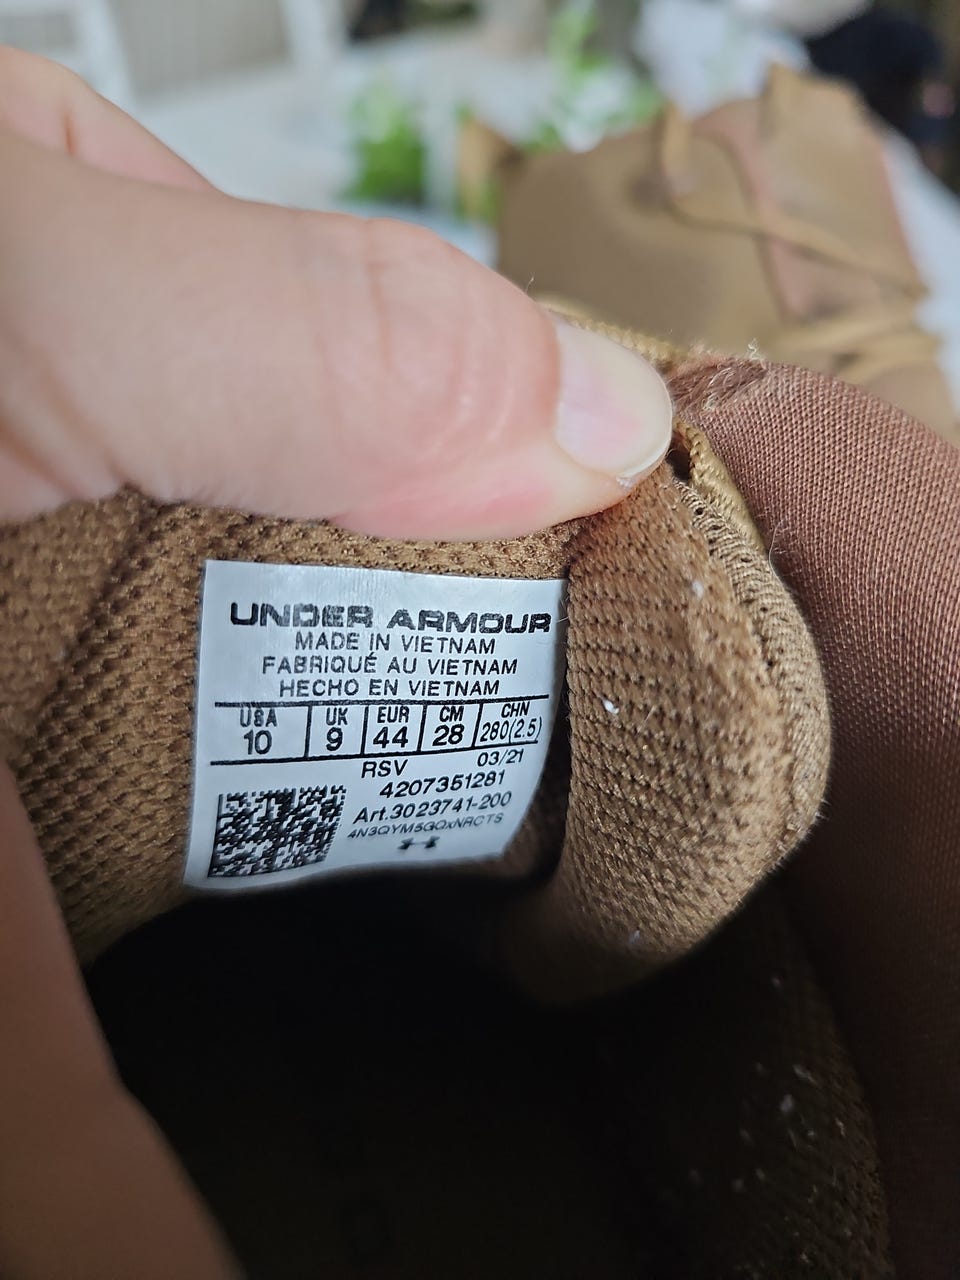 UNDER ARMOUR
MADE IN VIETNAM
FABRIQUÉ AU VIETNAM
HECHO EN VIETNAM
USA UK EUR CM CHN
10 9 44 28 280(2.5)
RSV 03/21
4207351281
Art.3023741-200
4N3QYM5GQxNRCTS